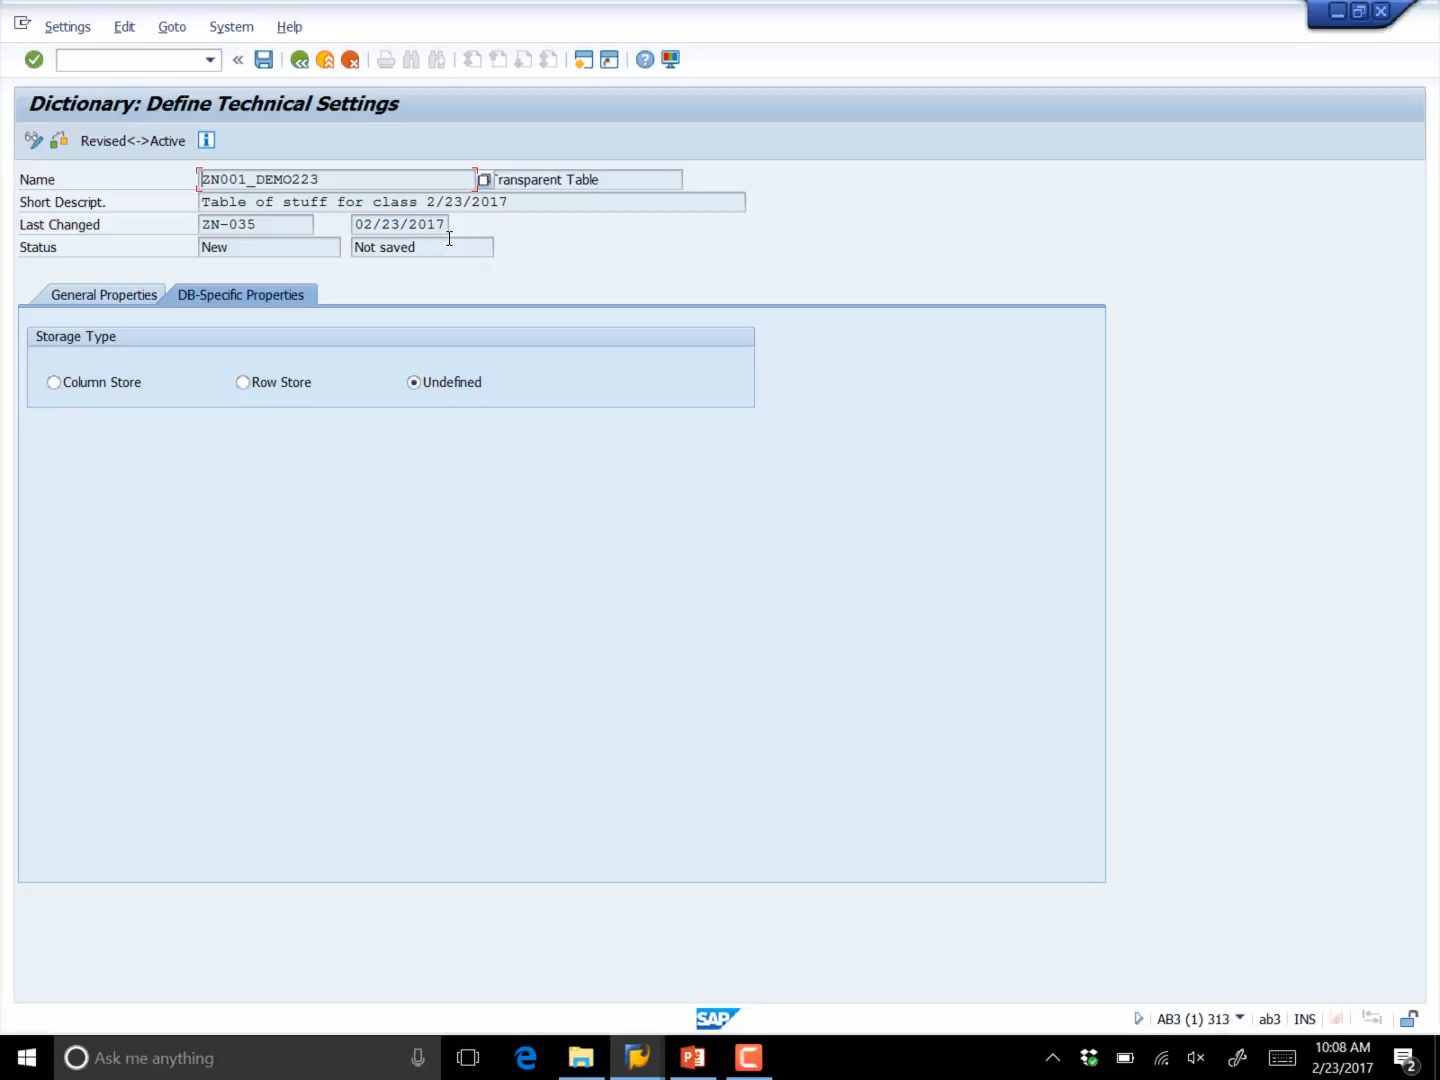 Settings Edit Goto System Help
Dictionary: Define Technical Settings
Revised<->Active
Name ZN001_DEMO223 Transparent Table
Short Descript. Table of stuff for class 2/23/2017
Last Changed ZN-035 02/23/2017
Status New Not saved
General Properties DB-Specific Properties
Storage Type
Column Store Row Store Undefined
SAP
AB3 (1) 313 ab3 INS
Ask me anything
10:08 AM
2/23/2017
2